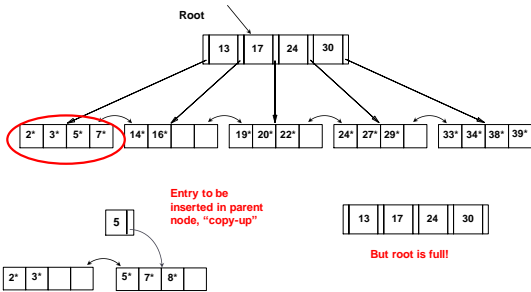 Root
13 17 24 30
2* 3* 5* 7* 14* 16* 19* 20* 22* 24* 27* 29* 33* 34* 38* 39*
Entry to be
inserted in parent
node, “copy-up”
5
13 17 24 30
But root is full!
2* 3* 5* 7* 8*